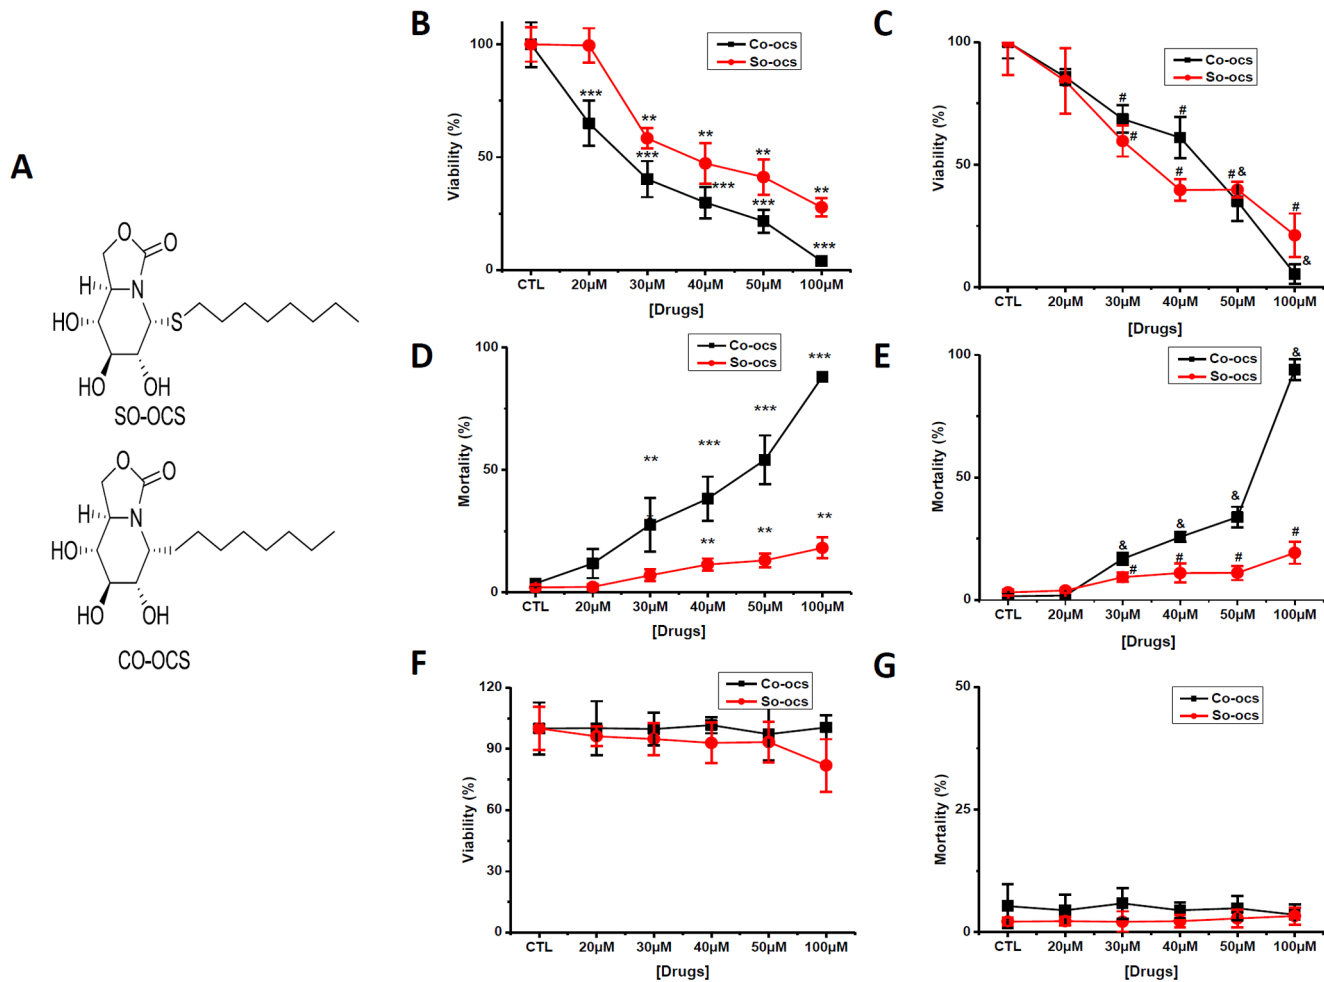 A
O
O
H
N
HO
S
HO
OH
SO-OCS
O
O
H
N
HO
HO
OH
CO-OCS
B
Co-ocs
So-ocs
Viability (%)
100
50
0
***
***
***
***
***
**
**
**
**
CTL
20µM
30µM
40µM
50µM
100µM
[Drugs]
C
Co-ocs
So-ocs
Viability (%)
100
50
0
#
#
#
#
#
&
#
&
CTL
20µM
30µM
40µM
50µM
100µM
[Drugs]
D
Co-ocs
So-ocs
Mortality (%)
100
50
0
**
***
***
***
**
**
**
CTL
20µM
30µM
40µM
50µM
100µM
[Drugs]
E
Co-ocs
So-ocs
Mortality (%)
100
50
0
&
&
&
&
#
#
#
#
CTL
20µM
30µM
40µM
50µM
100µM
[Drugs]
F
Co-ocs
So-ocs
Viability (%)
120
90
60
30
0
CTL
20µM
30µM
40µM
50µM
100µM
[Drugs]
G
Co-ocs
So-ocs
Mortality (%)
50
25
0
CTL
20µM
30µM
40µM
50µM
100µM
[Drugs]